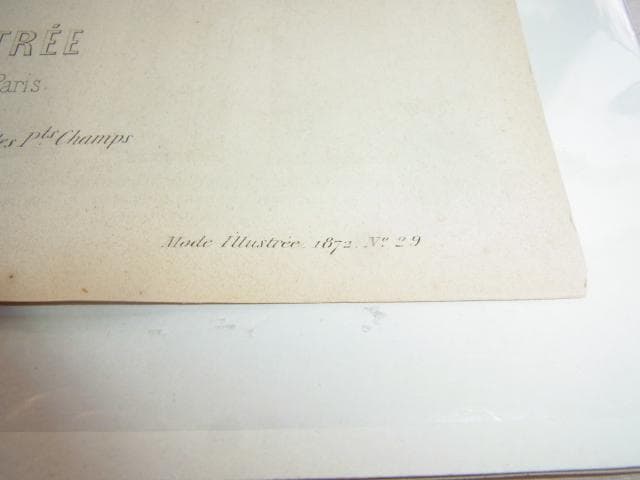 TRÉE
Paris.
des Pts Champs
Mode Illustrée. 1872. No 29